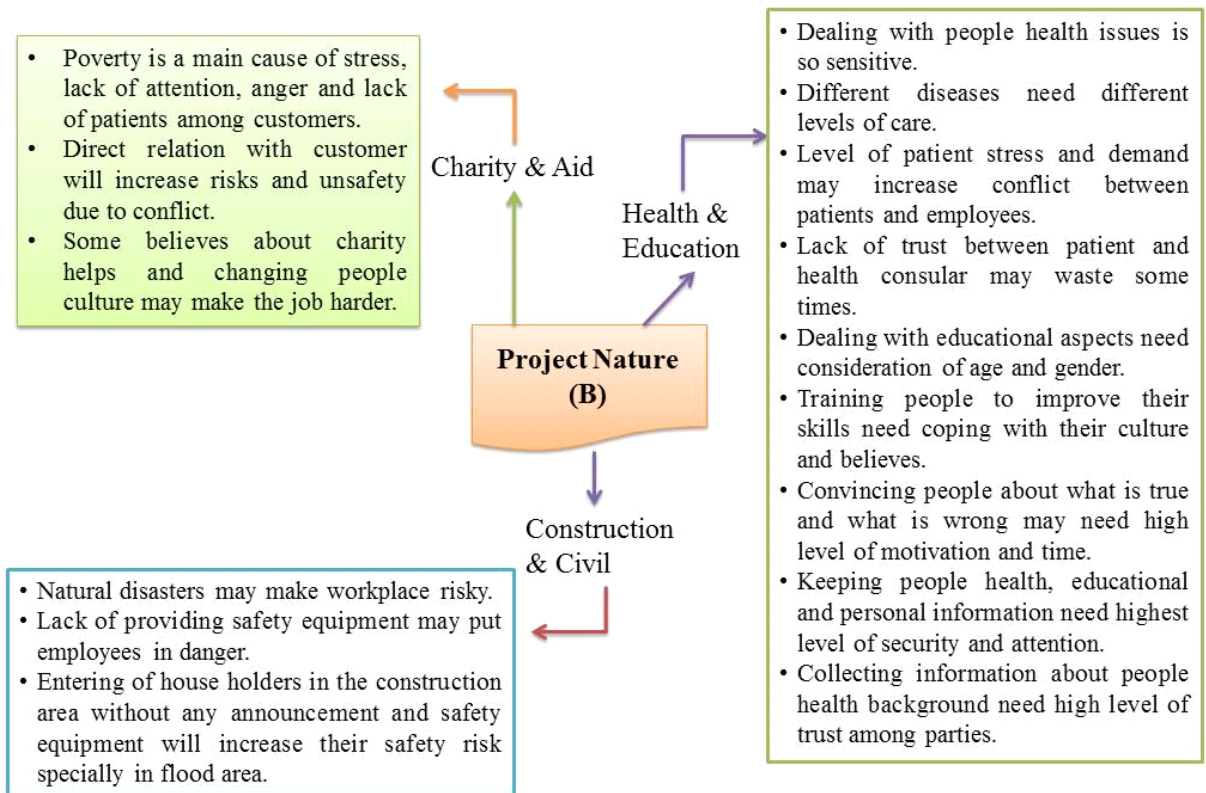 • Poverty is a main cause of stress,
lack of attention, anger and lack
of patients among customers.
• Direct relation with customer
will increase risks and unsafety
due to conflict.
• Some believes about charity
helps and changing people
culture may make the job harder.
Charity & Aid
Health &
Education
• Dealing with people health issues is
so sensitive.
• Different diseases need different
levels of care.
• Level of patient stress and demand
may increase conflict between
patients and employees.
• Lack of trust between patient and
health consular may waste some
times.
• Dealing with educational aspects need
consideration of age and gender.
• Training people to improve their
skills need coping with their culture
and believes.
• Convincing people about what is true
and what is wrong may need high
level of motivation and time.
• Keeping people health, educational
and personal information need highest
level of security and attention.
• Collecting information about people
health background need high level of
trust among parties.
Project Nature
(B)
Construction
& Civil
• Natural disasters may make workplace risky.
• Lack of providing safety equipment may put
employees in danger.
• Entering of house holders in the construction
area without any announcement and safety
equipment will increase their safety risk
specially in flood area.